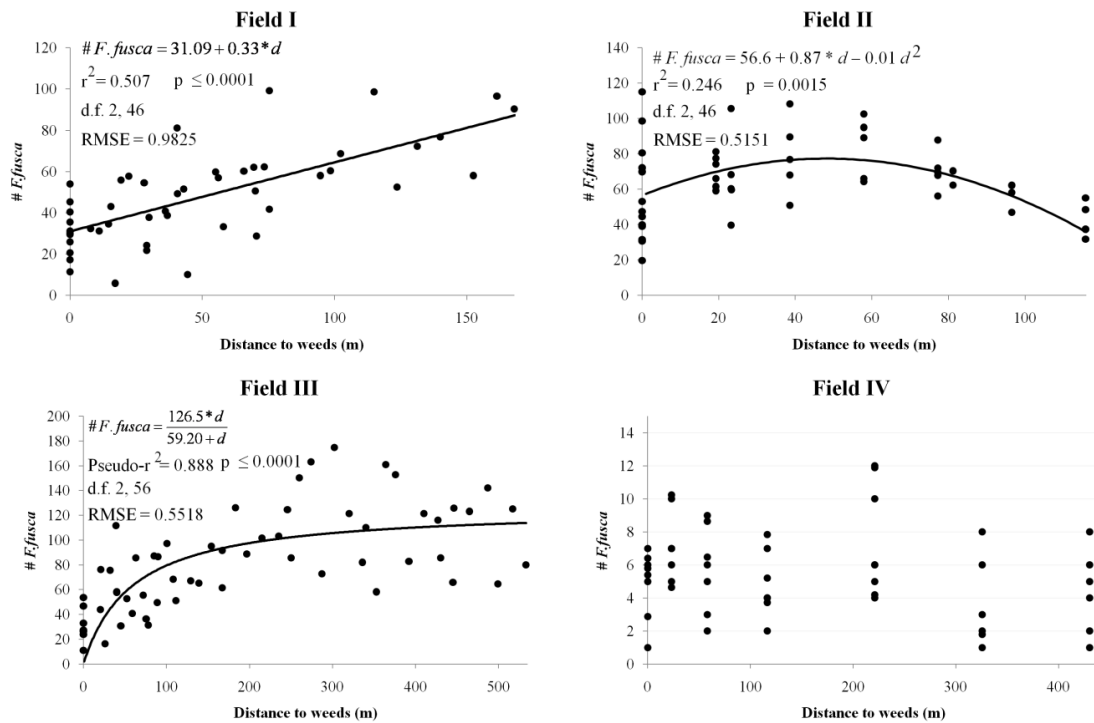 Field I
# F. fusca = 31.09 + 0.33* d
r2 = 0.507 p ≤ 0.0001
d.f. 2, 46
RMSE = 0.9825
# F.fusca
120
100
80
60
40
20
0
0 50 100 150
Distance to weeds (m)
Field II
# F. fusca = 56.6 + 0.87 * d – 0.01 d2
r2 = 0.246 p = 0.0015
d.f. 2, 46
RMSE = 0.5151
# F.fusca
140
120
100
80
60
40
20
0
0 20 40 60 80 100
Distance to weeds (m)
Field III
# F. fusca = 126.5 * d
59.20 + d
Pseudo-r2 = 0.888 p ≤ 0.0001
d.f. 2, 56
RMSE = 0.5518
# F.fusca
200
180
160
140
120
100
80
60
40
20
0
0 100 200 300 400 500
Distance to weeds (m)
Field IV
# F.fusca
14
12
10
8
6
4
2
0
0 100 200 300 400
Distance to weeds (m)